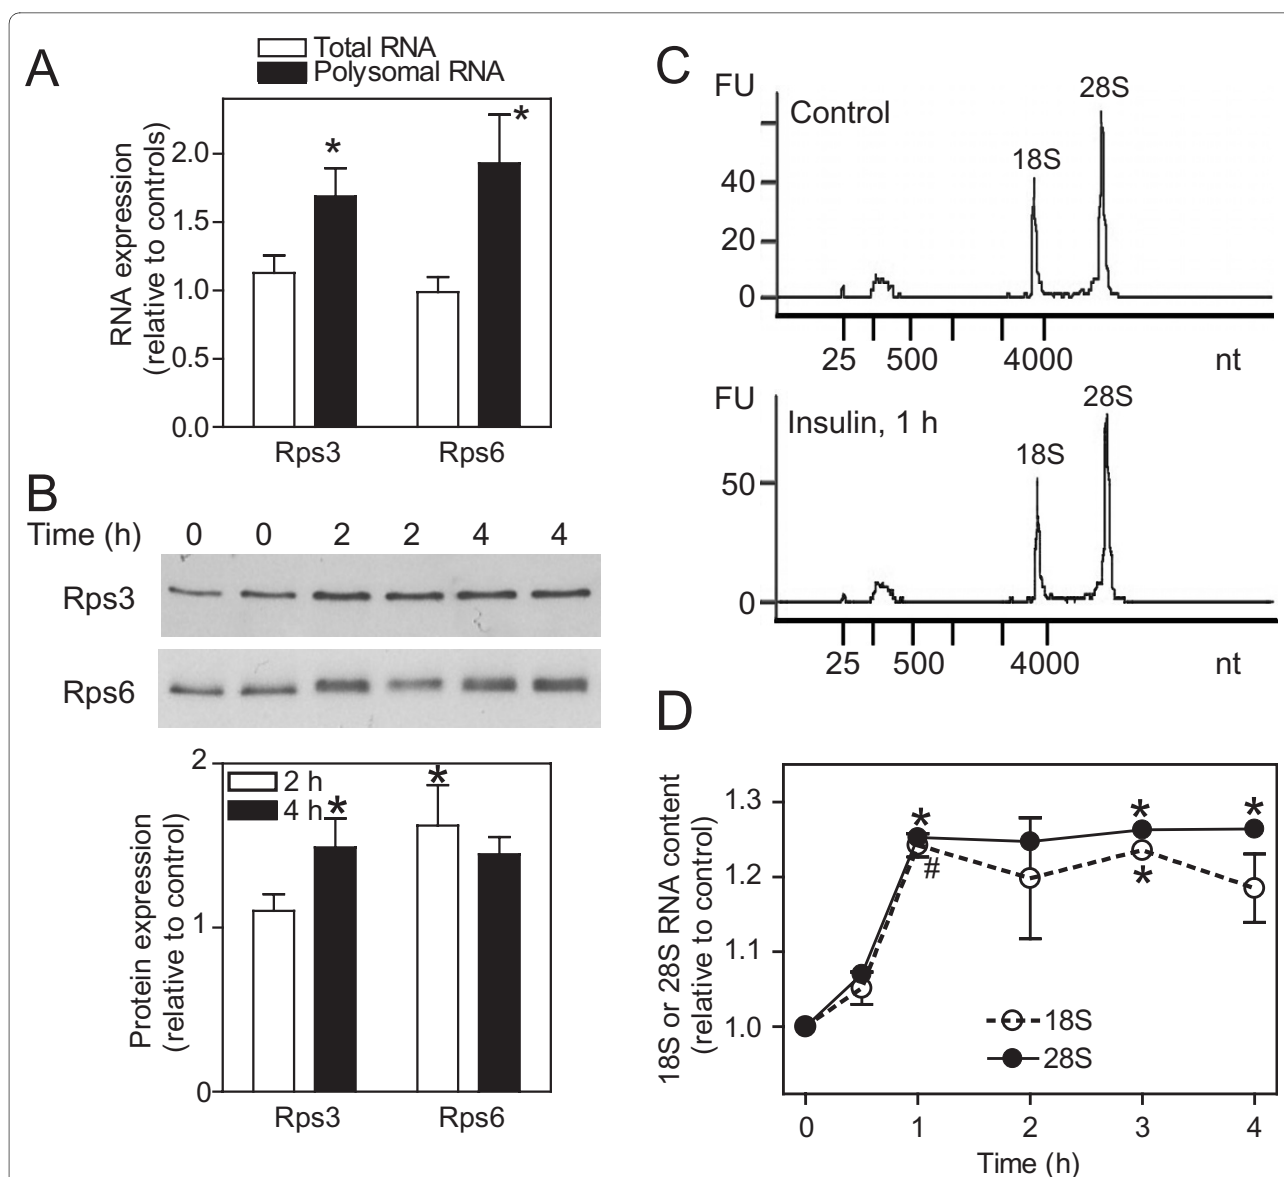 A
Total RNA
Polysomal RNA
RNA expression
(relative to controls)
2.0
1.5
1.0
0.5
0.0
*
*
Rps3
Rps6
B
Time (h) 0 0 2 2 4 4
Rps3
Rps6
Protein expression
(relative to control)
2
1
0
2 h
4 h
*
*
Rps3
Rps6
C
FU
Control
18S
28S
40
20
0
25 500 4000 nt
FU
Insulin, 1 h
18S
28S
50
0
25 500 4000 nt
D
18S or 28S RNA content
(relative to control)
1.3
1.2
1.1
1.0
* * *
# *
18S
28S
0 1 2 3 4
Time (h)